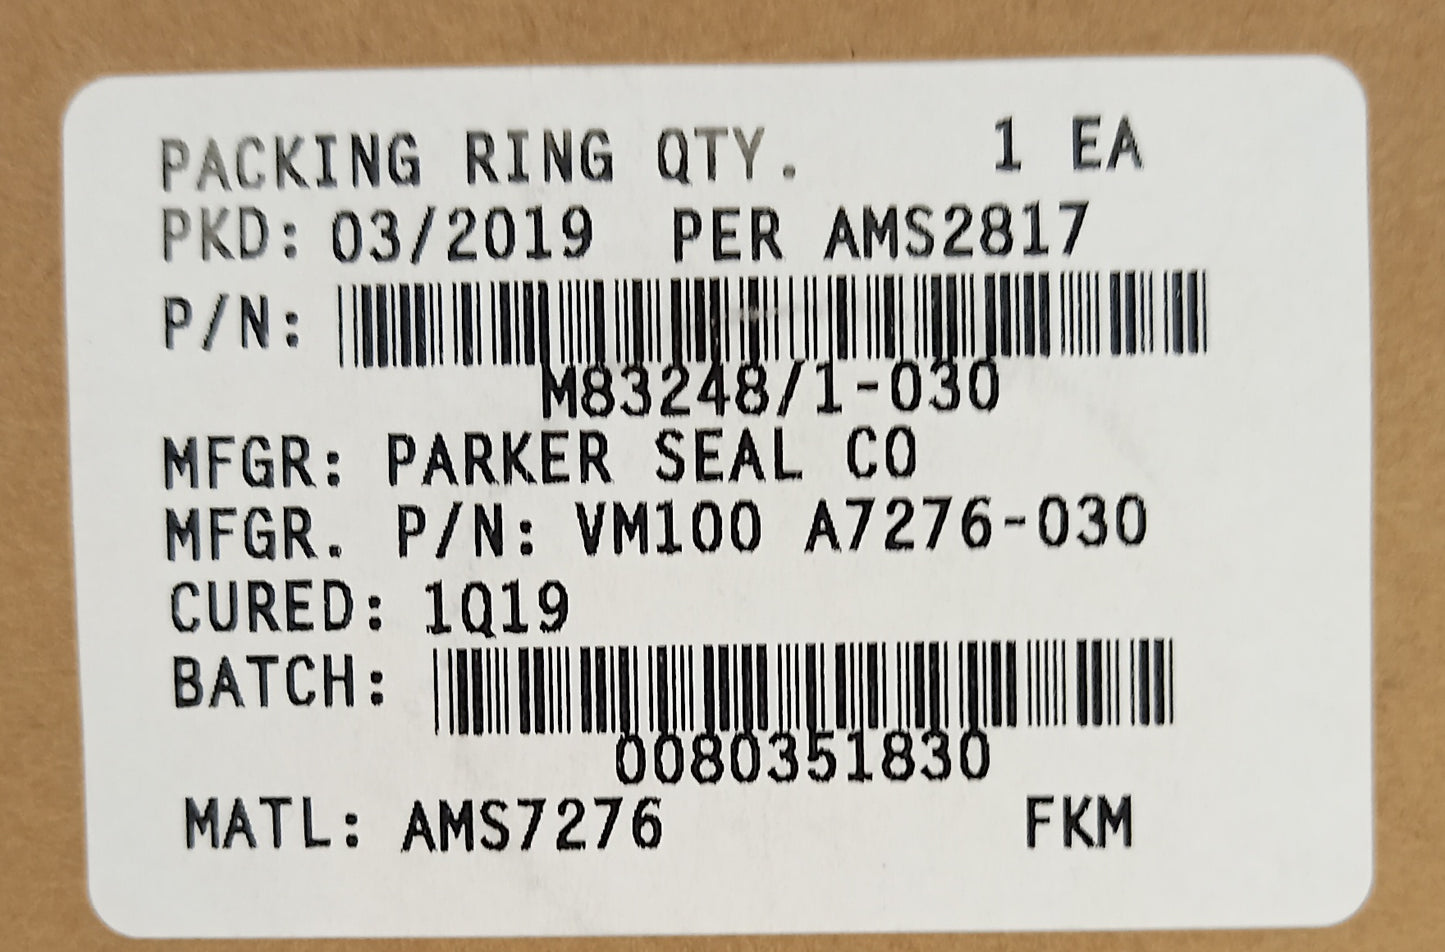 PACKING RING QTY. 1 EA
PKD: 03/2019 PER AMS2817
P/N:
M83248/1-030
MFGR: PARKER SEAL CO
MFGR. P/N: VM100 A7276-030
CURED: 1Q19
BATCH:
0080351830
MATL: AMS7276 FKM